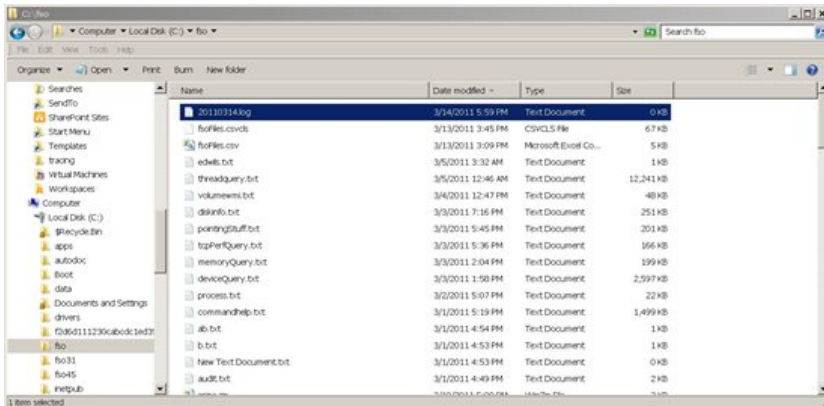 C:\fso
Computer Local Disk (C:) fso
Search fso
File Edit View Tools Help
Organize Open Print Burn New folder
Searches
SendTo
SharePoint Sites
Start Menu
Templates
tracing
Virtual Machines
Workspaces
Computer
Local Disk (C:)
$Recycle.Bin
apps
autodoc
Boot
data
Documents and Settings
drivers
fso
fso31
fso45
inetpub
Name Date modified Type Size
20110314.log 3/14/2011 5:59 PM Text Document 0 KB
fsoFiles.csvcls 3/13/2011 3:45 PM CSVCLS File 67 KB
fsoFiles.csv 3/13/2011 3:09 PM Microsoft Excel Co... 5 KB
edwils.txt 3/5/2011 3:32 AM Text Document 1 KB
threadquery.txt 3/5/2011 12:46 AM Text Document 12,241 KB
volumewmi.txt 3/4/2011 12:47 PM Text Document 48 KB
diskinfo.txt 3/3/2011 7:16 PM Text Document 251 KB
pointingStuff.txt 3/3/2011 5:45 PM Text Document 201 KB
tcpPerfQuery.txt 3/3/2011 5:36 PM Text Document 166 KB
memoryQuery.txt 3/3/2011 2:04 PM Text Document 199 KB
deviceQuery.txt 3/3/2011 1:58 PM Text Document 2,597 KB
process.txt 3/2/2011 5:07 PM Text Document 22 KB
commandhelp.txt 3/1/2011 5:19 PM Text Document 1,499 KB
ab.txt 3/1/2011 4:54 PM Text Document 1 KB
b.txt 3/1/2011 4:53 PM Text Document 1 KB
New Text Document.txt 3/1/2011 4:53 PM Text Document 0 KB
audit.txt 3/1/2011 4:49 PM Text Document 2 KB
1 item selected